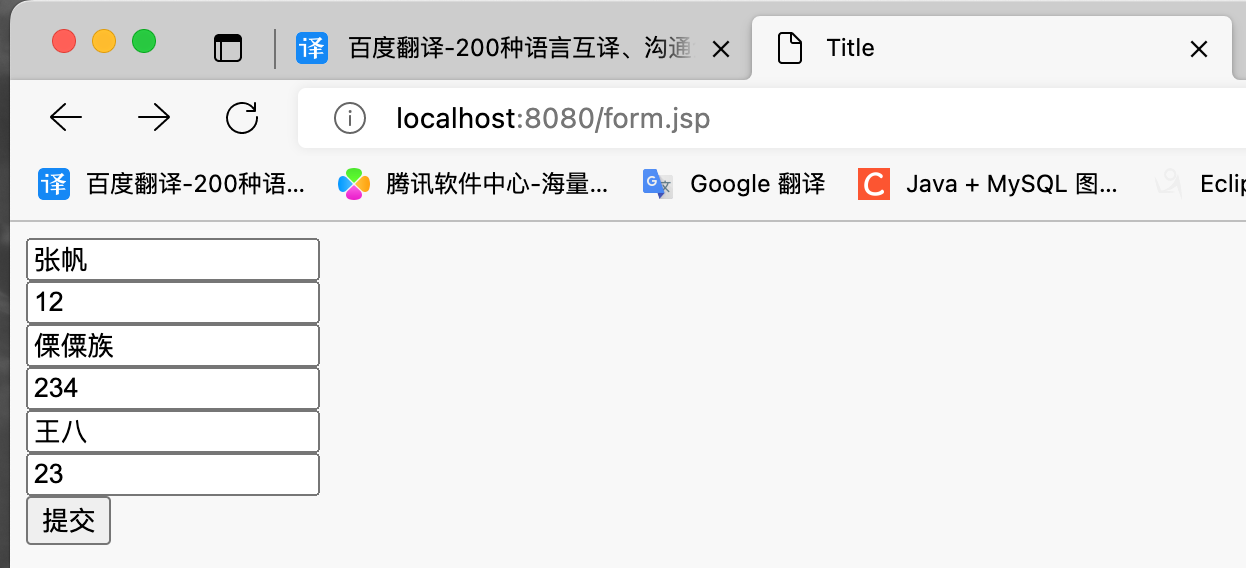 百度翻译-200种语言互译、沟通
Title
localhost:8080/form.jsp
百度翻译-200种语...
腾讯软件中心-海量...
Google 翻译
Java + MySQL 图...
Eclip
张帆
12
傈僳族
234
王八
23
提交